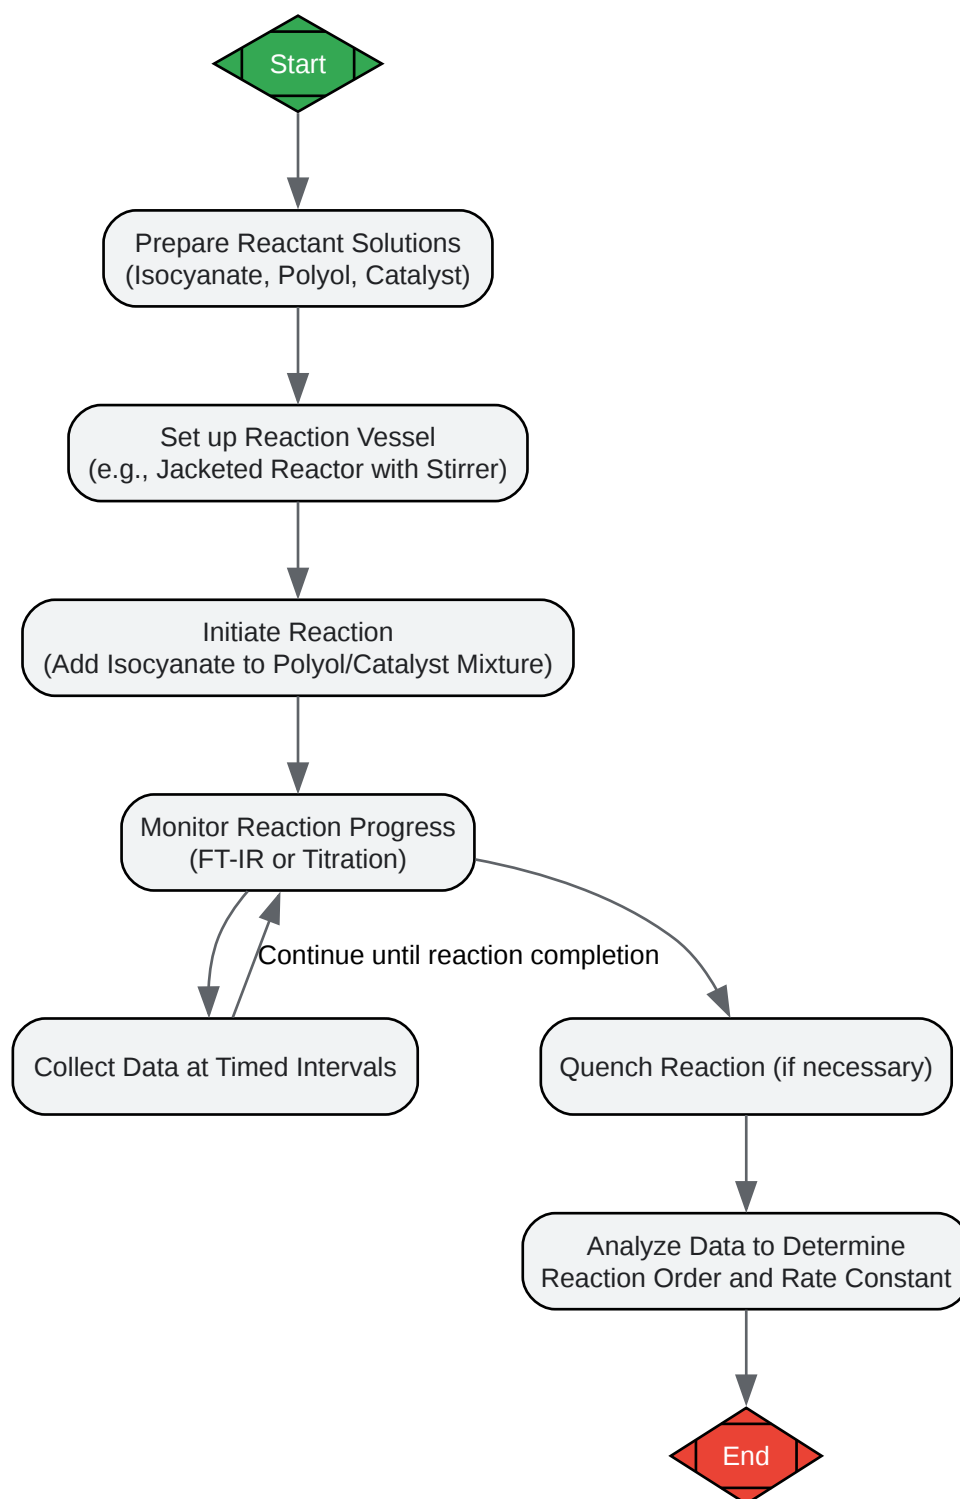 Start
Prepare Reactant Solutions
(Isocyanate, Polyol, Catalyst)
Set up Reaction Vessel
(e.g., Jacketed Reactor with Stirrer)
Initiate Reaction
(Add Isocyanate to Polyol/Catalyst Mixture)
Monitor Reaction Progress
(FT-IR or Titration)
Continue until reaction completion
Collect Data at Timed Intervals
Quench Reaction (if necessary)
Analyze Data to Determine
Reaction Order and Rate Constant
End